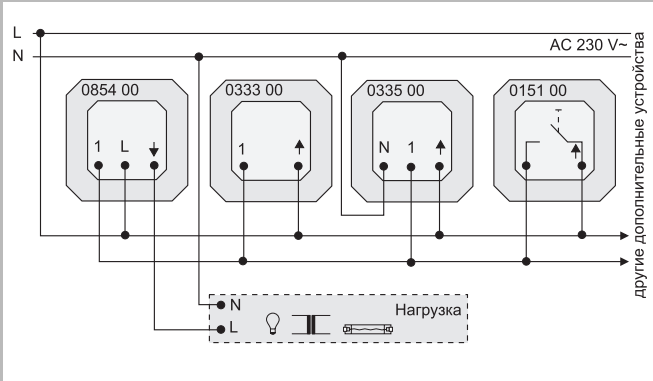 L
N
AC 230 V~
0854 00
0333 00
0335 00
0151 00
1 L
1
N 1
N
L
Нагрузка
другие дополнительные устройства